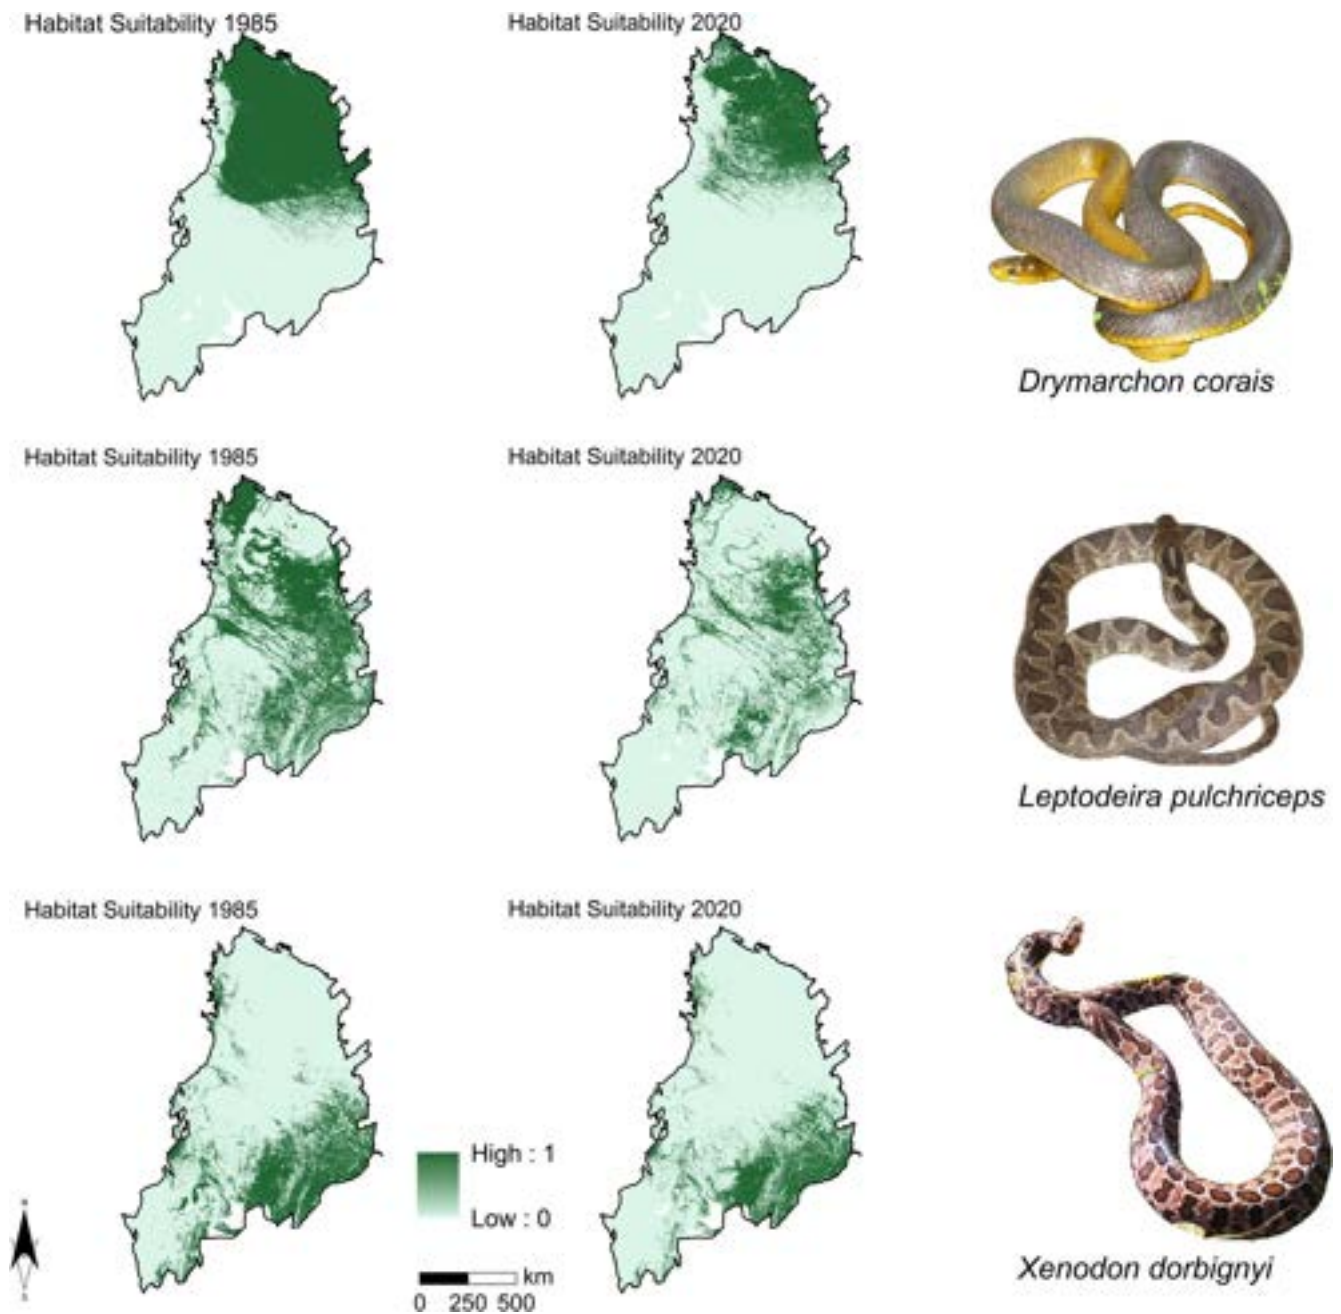 Habitat Suitability 1985
Habitat Suitability 2020
Drymarchon corais
Habitat Suitability 1985
Habitat Suitability 2020
Leptodeira pulchriceps
Habitat Suitability 1985
Habitat Suitability 2020
High : 1
Low : 0
km
0 250 500
Xenodon dorbignyi